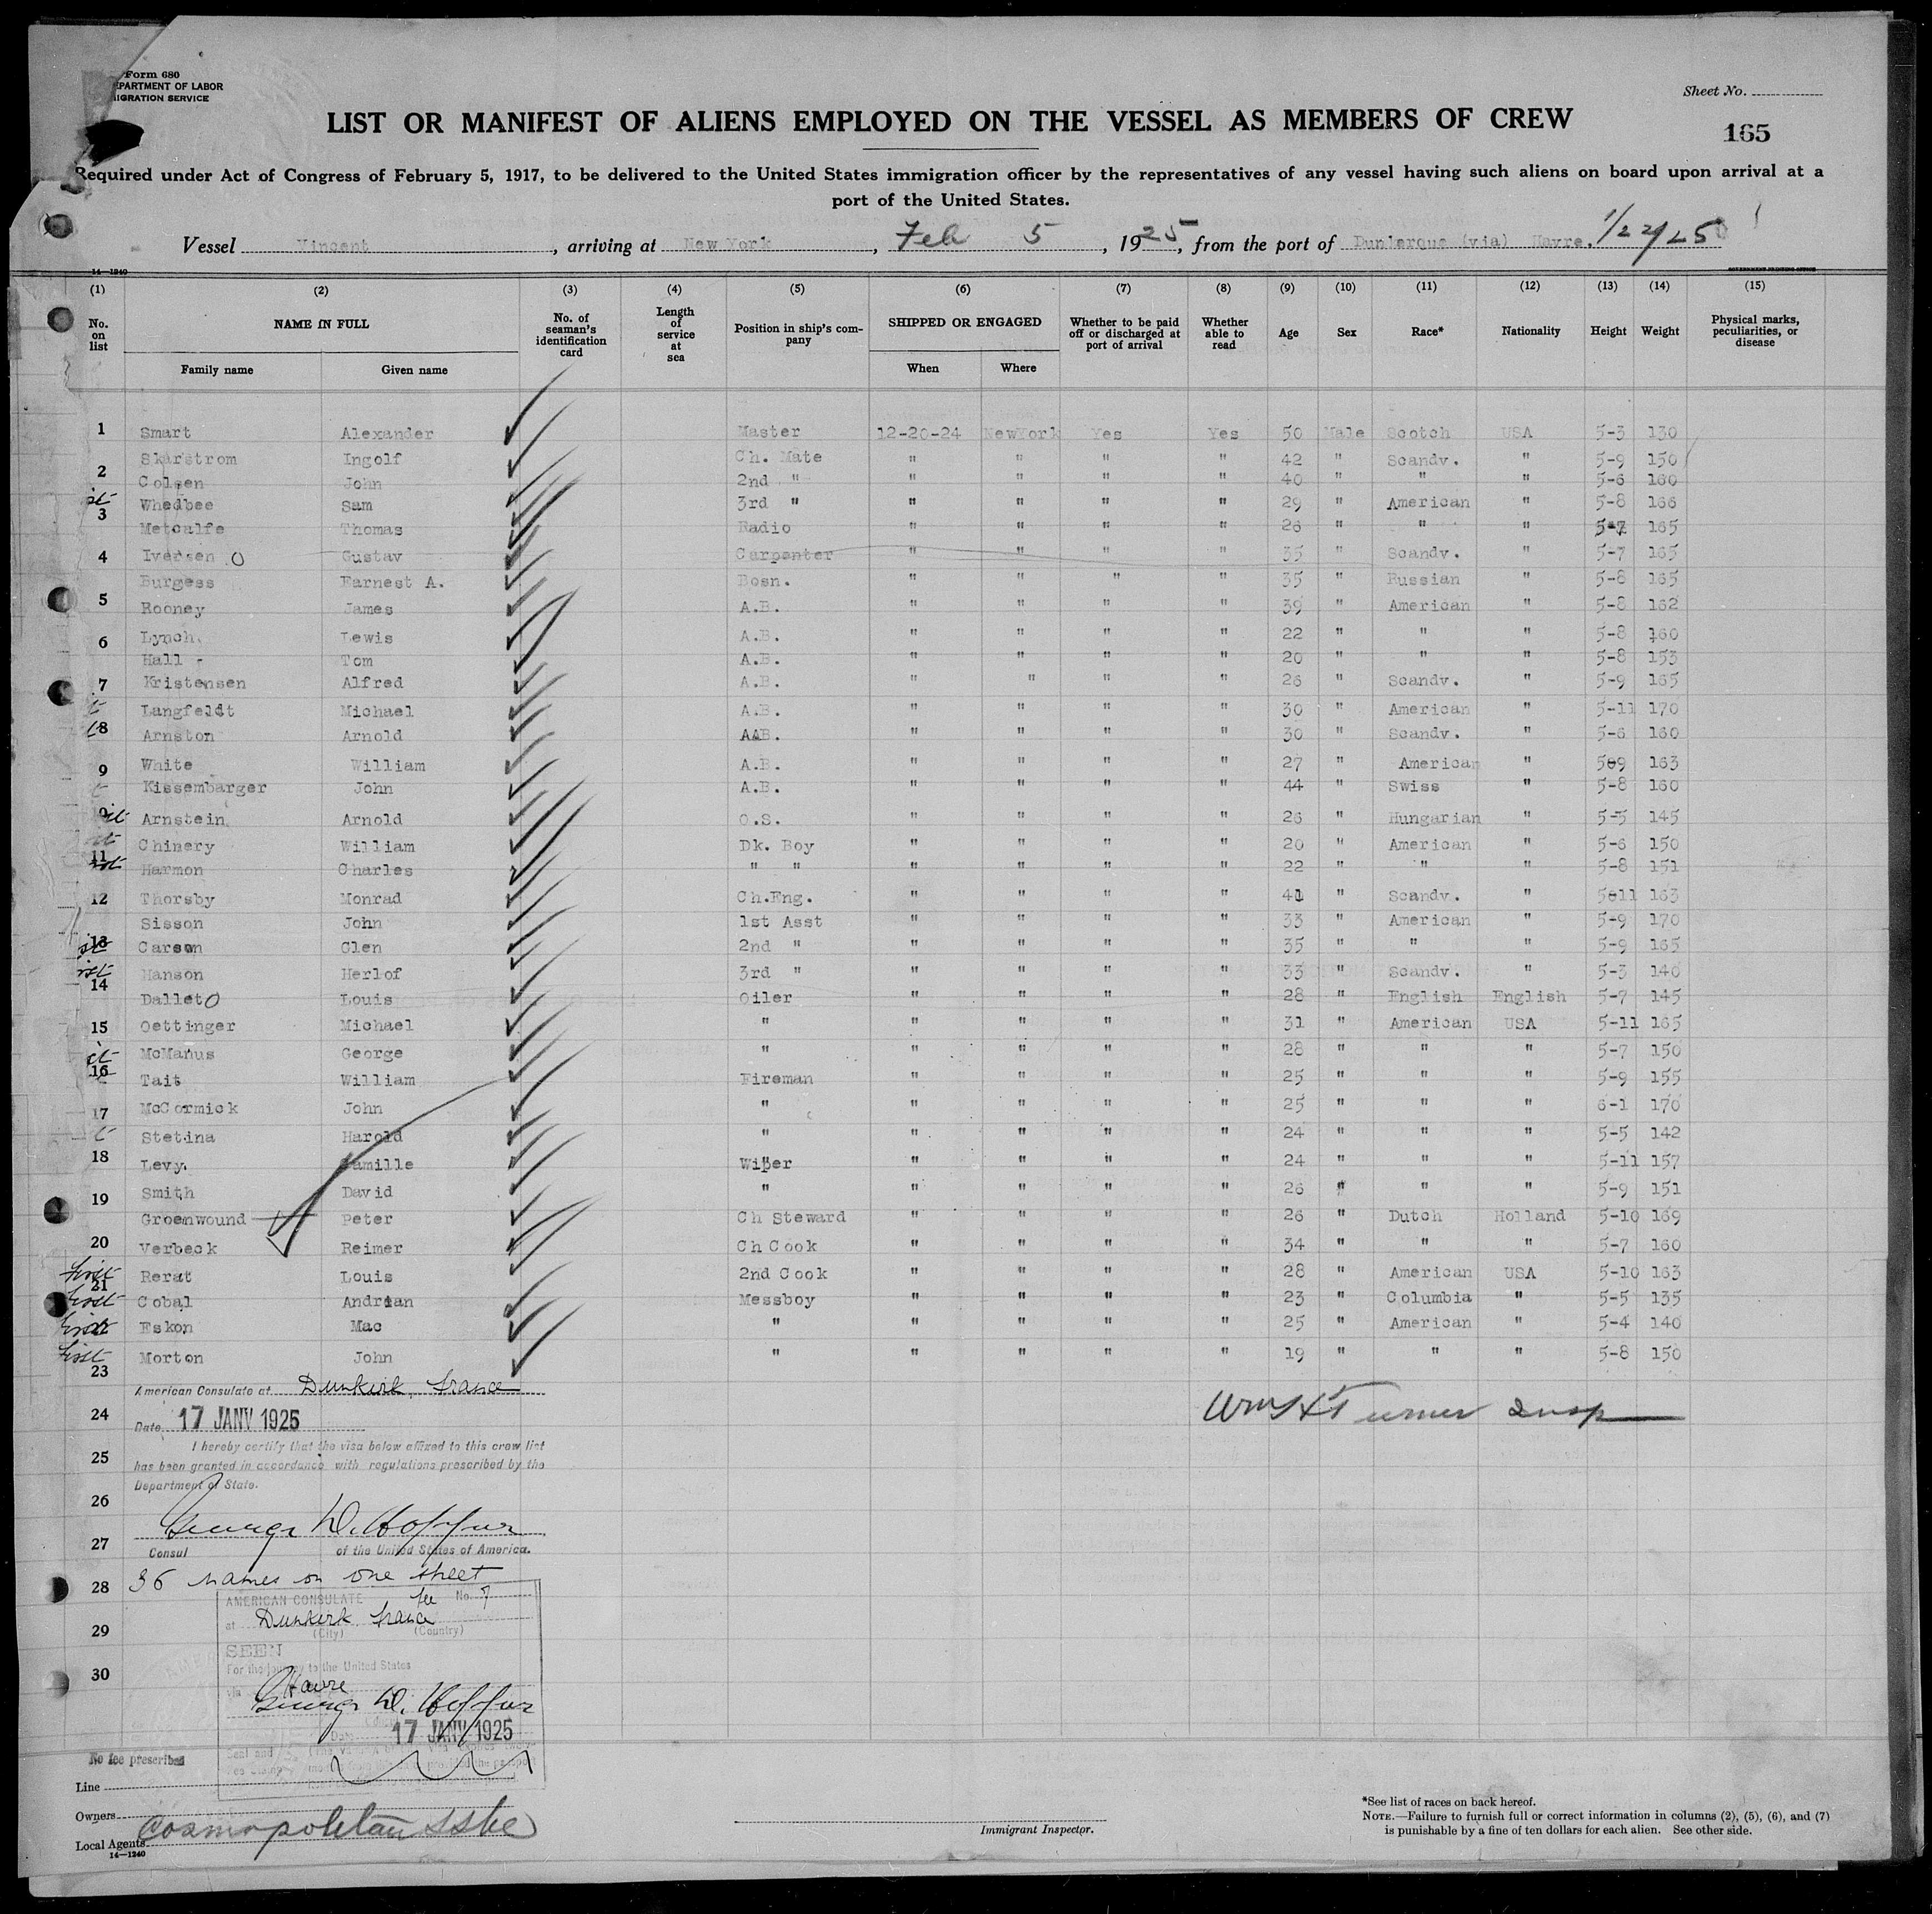 Form 680
DEPARTMENT OF LABOR
IMMIGRATION SERVICE
Sheet No.
LIST OR MANIFEST OF ALIENS EMPLOYED ON THE VESSEL AS MEMBERS OF CREW
165
Required under Act of Congress of February 5, 1917, to be delivered to the United States immigration officer by the representatives of any vessel having such aliens on board upon arrival at a
port of the United States.
Vessel Vincent, arriving at New York, Feb 5, 1925, from the port of Dunkerque (via) Havre. 1/22/25
14—1240 GOVERNMENT PRINTING OFFICE
(1) (2) (3) (4) (5) (6) (7) (8) (9) (10) (11) (12) (13) (14) (15)
No. on list NAME IN FULL No. of seaman's identification card Length of service at sea Position in ship's company SHIPPED OR ENGAGED Whether to be paid off or discharged at port of arrival Whether able to read Age Sex Race* Nationality Height Weight Physical marks, peculiarities, or disease
Family name Given name When Where
1 Smart Alexander Master 12-20-24 NewYork Yes Yes 50 Male Scotch USA 5-3 130
2 Skarstrom Ingolf Ch. Mate " " " " 42 " Scandv. " 5-9 150
Colsen John 2nd " " " " " 40 " " " 5-6 160
3 Whedbee Sam 3rd " " " " " 29 " American " 5-8 166
Metcalfe Thomas Radio " " " " 26 " " " 5-7 165
4 Iversen O Gustav Carpenter " " " " 35 " Scandv. " 5-7 165
Burgess Earnest A. Bosn. " " " " 35 " Russian " 5-8 165
5 Rooney James A.B. " " " " 39 " American " 5-8 162
6 Lynch. Lewis A.B. " " " " 22 " " " 5-8 160
Hall - Tom A.B. " " " " 20 " " " 5-8 153
7 Kristensen Alfred A.B. " " " " 26 " Scandv. " 5-9 165
Langfeldt Michael A.B. " " " " 30 " American " 5-11 170
8 Arnston Arnold AAB. " " " " 30 " Scandv. " 5-6 160
9 White William A.B. " " " " 27 " American " 509 163
Kissembarger John A.B. " " " " 44 " Swiss " 5-8 160
Arnstein Arnold O.S. " " " " 26 " Hungarian " 5-5 145
Chinery William Dk. Boy " " " " 20 " American " 5-6 150
11 Harmon Charles " " " " " " 22 " " " 5-8 151
12 Thorsby Monrad Ch.Eng. " " " " 41 " Scandv. " 5011 163
Sisson John 1st Asst " " " " 33 " American " 5-9 170
13 Carson Glen 2nd " " " " " 35 " " " 5-9 165
Hanson Herlof 3rd " " " " " 33 " Scandv. " 5-3 140
14 Dallet O Louis Oiler " " " " 28 " English English 5-7 145
15 Oettinger Michael " " " " " 31 " American USA 5-11 165
McManus George " " " " " 28 " " " 5-7 150
16 Tait William Fireman " " " " 25 " " " 5-9 155
17 McCormick John " " " " " 25 " " " 6-1 170
Stetina Harold " " " " " 24 " " " 5-5 142
18 Levy. Camille Wiper " " " " 24 " " " 5-11 157
19 Smith David " " " " " 26 " " " 5-9 151
Groenwound Peter Ch Steward " " " " 26 " Dutch Holland 5-10 169
20 Verbeck Reimer Ch Cook " " " " 34 " " " 5-7 160
first Rerat Louis 2nd Cook " " " " 28 " American USA 5-10 163
21 first Cobal Andrian Messboy " " " " 23 " Columbia " 5-5 135
first Eskon Mac " " " " " 25 " American " 5-4 140
first Morton John " " " " " 19 " " " 5-8 150
23
American Consulate at Dunkirk, France
24 Date 17 JANV 1925
I hereby certify that the visa below affixed to this crew list
25 has been granted in accordance with regulations prescribed by the
Department of State.
26
27
Consul of the United States of America.
28 36 names on one sheet
AMERICAN CONSULATE Fee No. 9
29 at Dunkirk France
(City) (Country)
SEEN
30 For the journey to the United States
via Havre
17 JANV 1925
No fee prescribed
Line
Owners
Cosmopolitan
Local Agents
14—1240
Immigrant Inspector.
*See list of races on back hereof.
NOTE.—Failure to furnish full or correct information in columns (2), (5), (6), and (7)
is punishable by a fine of ten dollars for each alien. See other side.